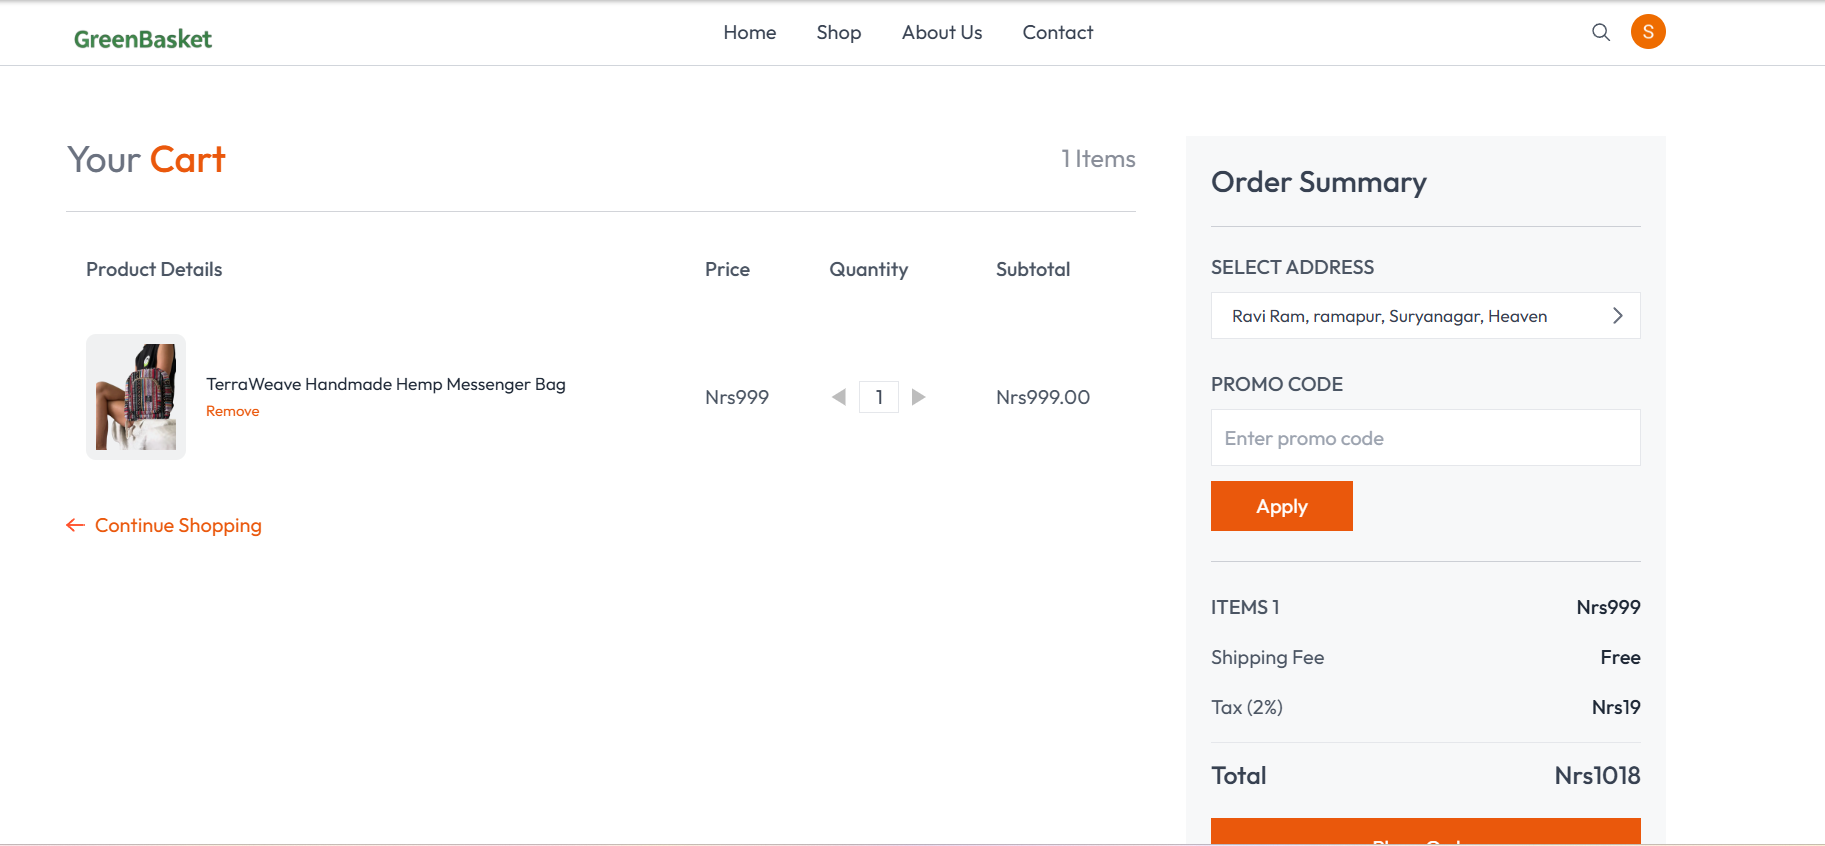 GreenBasket
Home Shop About Us Contact
S
Your Cart
1 Items
Product Details Price Quantity Subtotal
TerraWeave Handmade Hemp Messenger Bag
Remove
Nrs999 1 Nrs999.00
Continue Shopping
Order Summary
SELECT ADDRESS
Ravi Ram, ramapur, Suryanagar, Heaven
PROMO CODE
Enter promo code
Apply
ITEMS 1 Nrs999
Shipping Fee Free
Tax (2%) Nrs19
Total Nrs1018